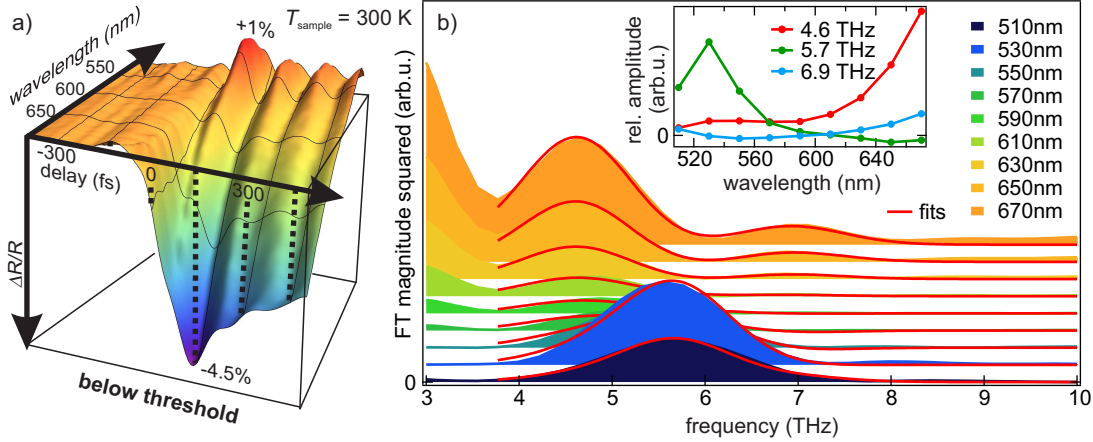 a)
T sample = 300 K
+1%
wavelength (nm)
550
600
650
-300
0
300
delay (fs)
ΔR/R
-4.5%
below threshold
b)
FT magnitude squared (arb.u.)
0
3
4
5
6
7
8
9
10
frequency (THz)
rel. amplitude
(arb.u.)
0
4.6 THz
5.7 THz
6.9 THz
520
560
600
640
wavelength (nm)
fits
510nm
530nm
550nm
570nm
590nm
610nm
630nm
650nm
670nm